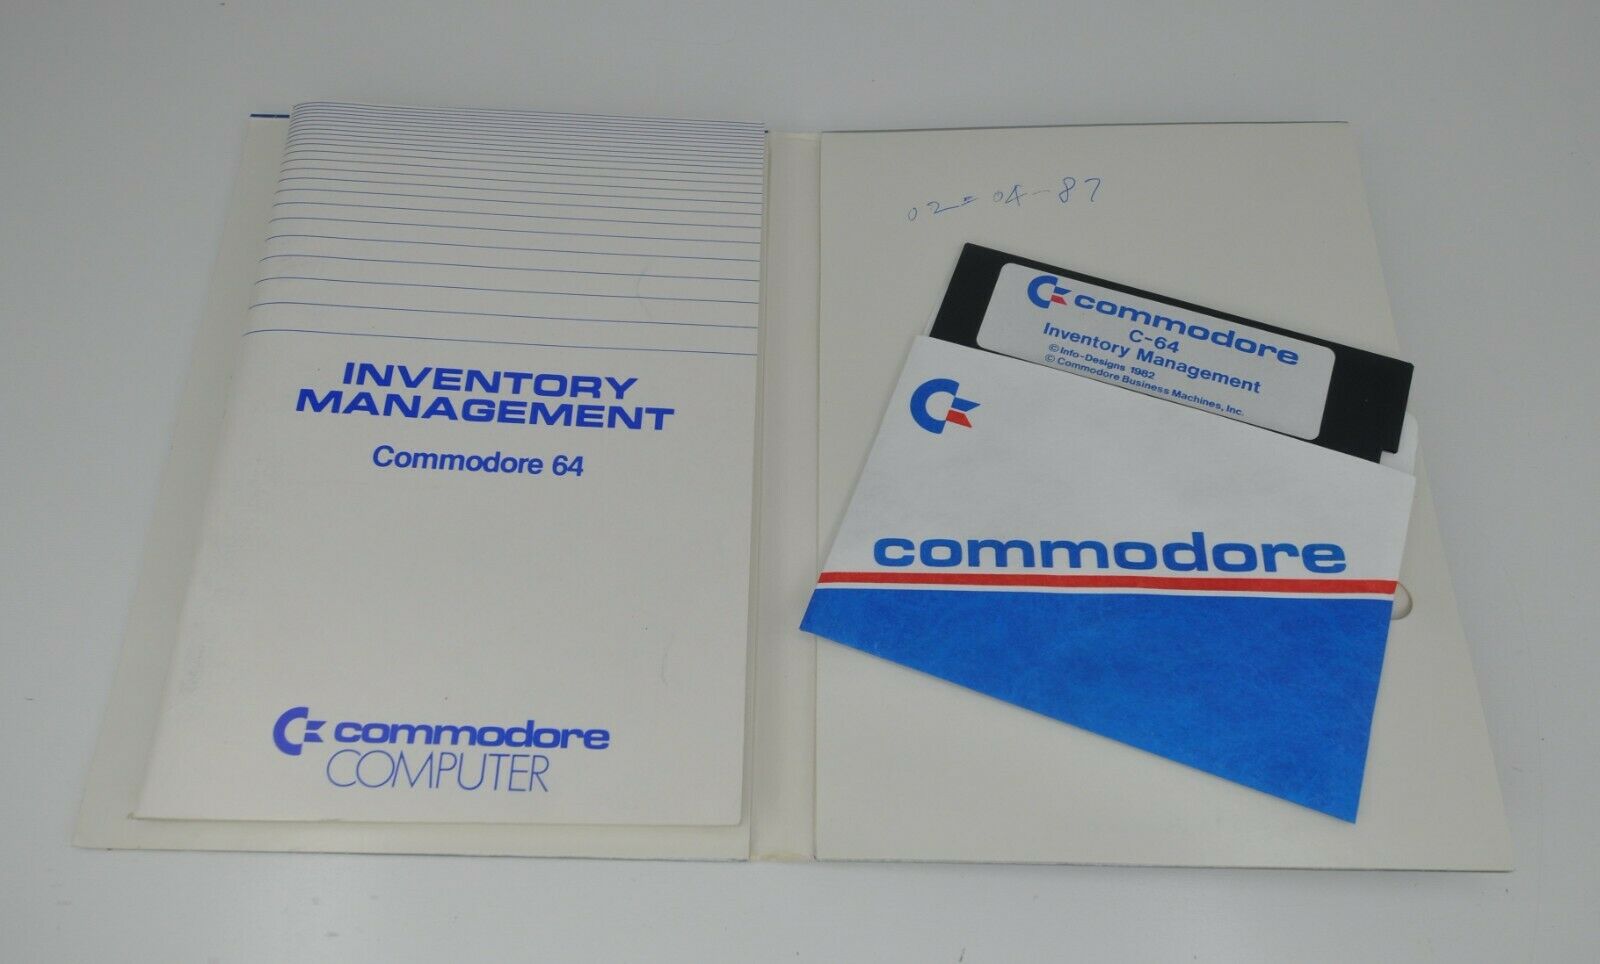 INVENTORY
MANAGEMENT
Commodore 64
commodore
COMPUTER
02-04-87
commodore
C-64
Inventory Management
© Info-Designs 1982
© Commodore Business Machines, Inc.
commodore